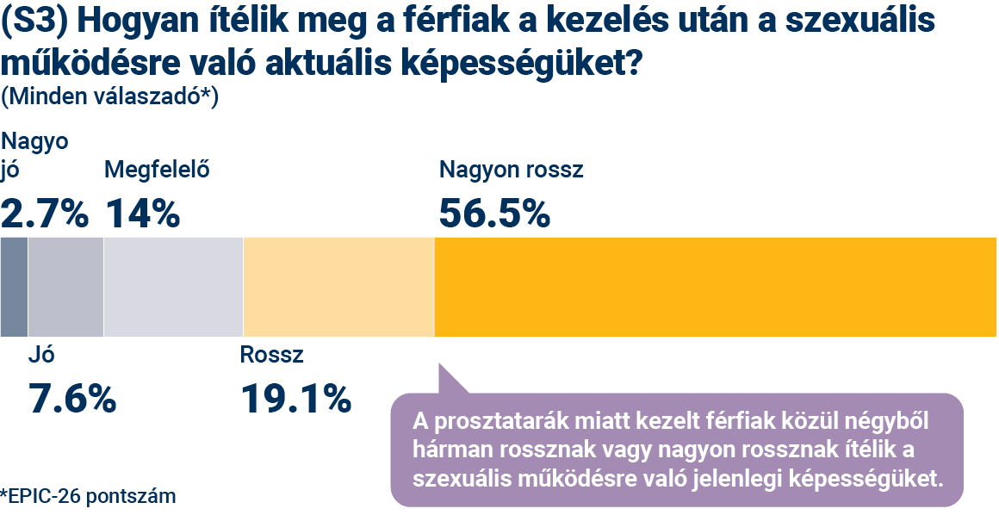 (S3) Hogyan ítélik meg a férfiak a kezelés után a szexuális
működésre való aktuális képességüket?
(Minden válaszadó*)
Nagyo
jó
2.7%
Megfelelő
14%
Nagyon rossz
56.5%
Jó
7.6%
Rossz
19.1%
A prosztatarák miatt kezelt férfiak közül négyből
hárman rossznak vagy nagyon rossznak ítélik a
szexuális működésre való jelenlegi képességüket.
*EPIC-26 pontszám